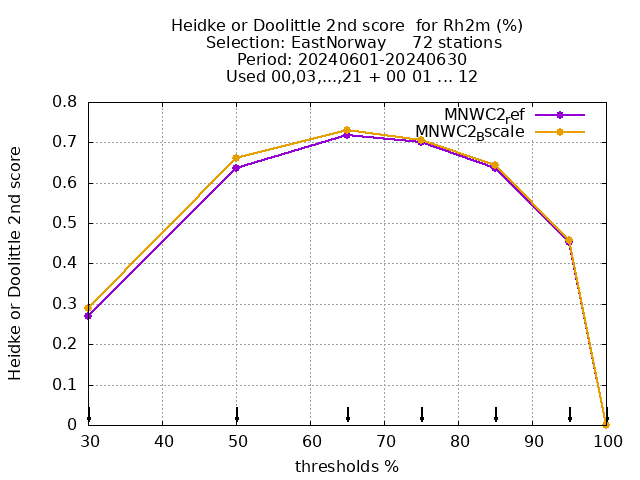 Heidke or Doolittle 2nd score  for Rh2m (%)
Selection: EastNorway     72 stations
Period: 20240601-20240630
Used 00,03,...,21 + 00 01 ... 12
MNWC2ref
MNWC2Bscale
Heidke or Doolittle 2nd score
0.8
0.7
0.6
0.5
0.4
0.3
0.2
0.1
0
30 40 50 60 70 80 90 100
thresholds %